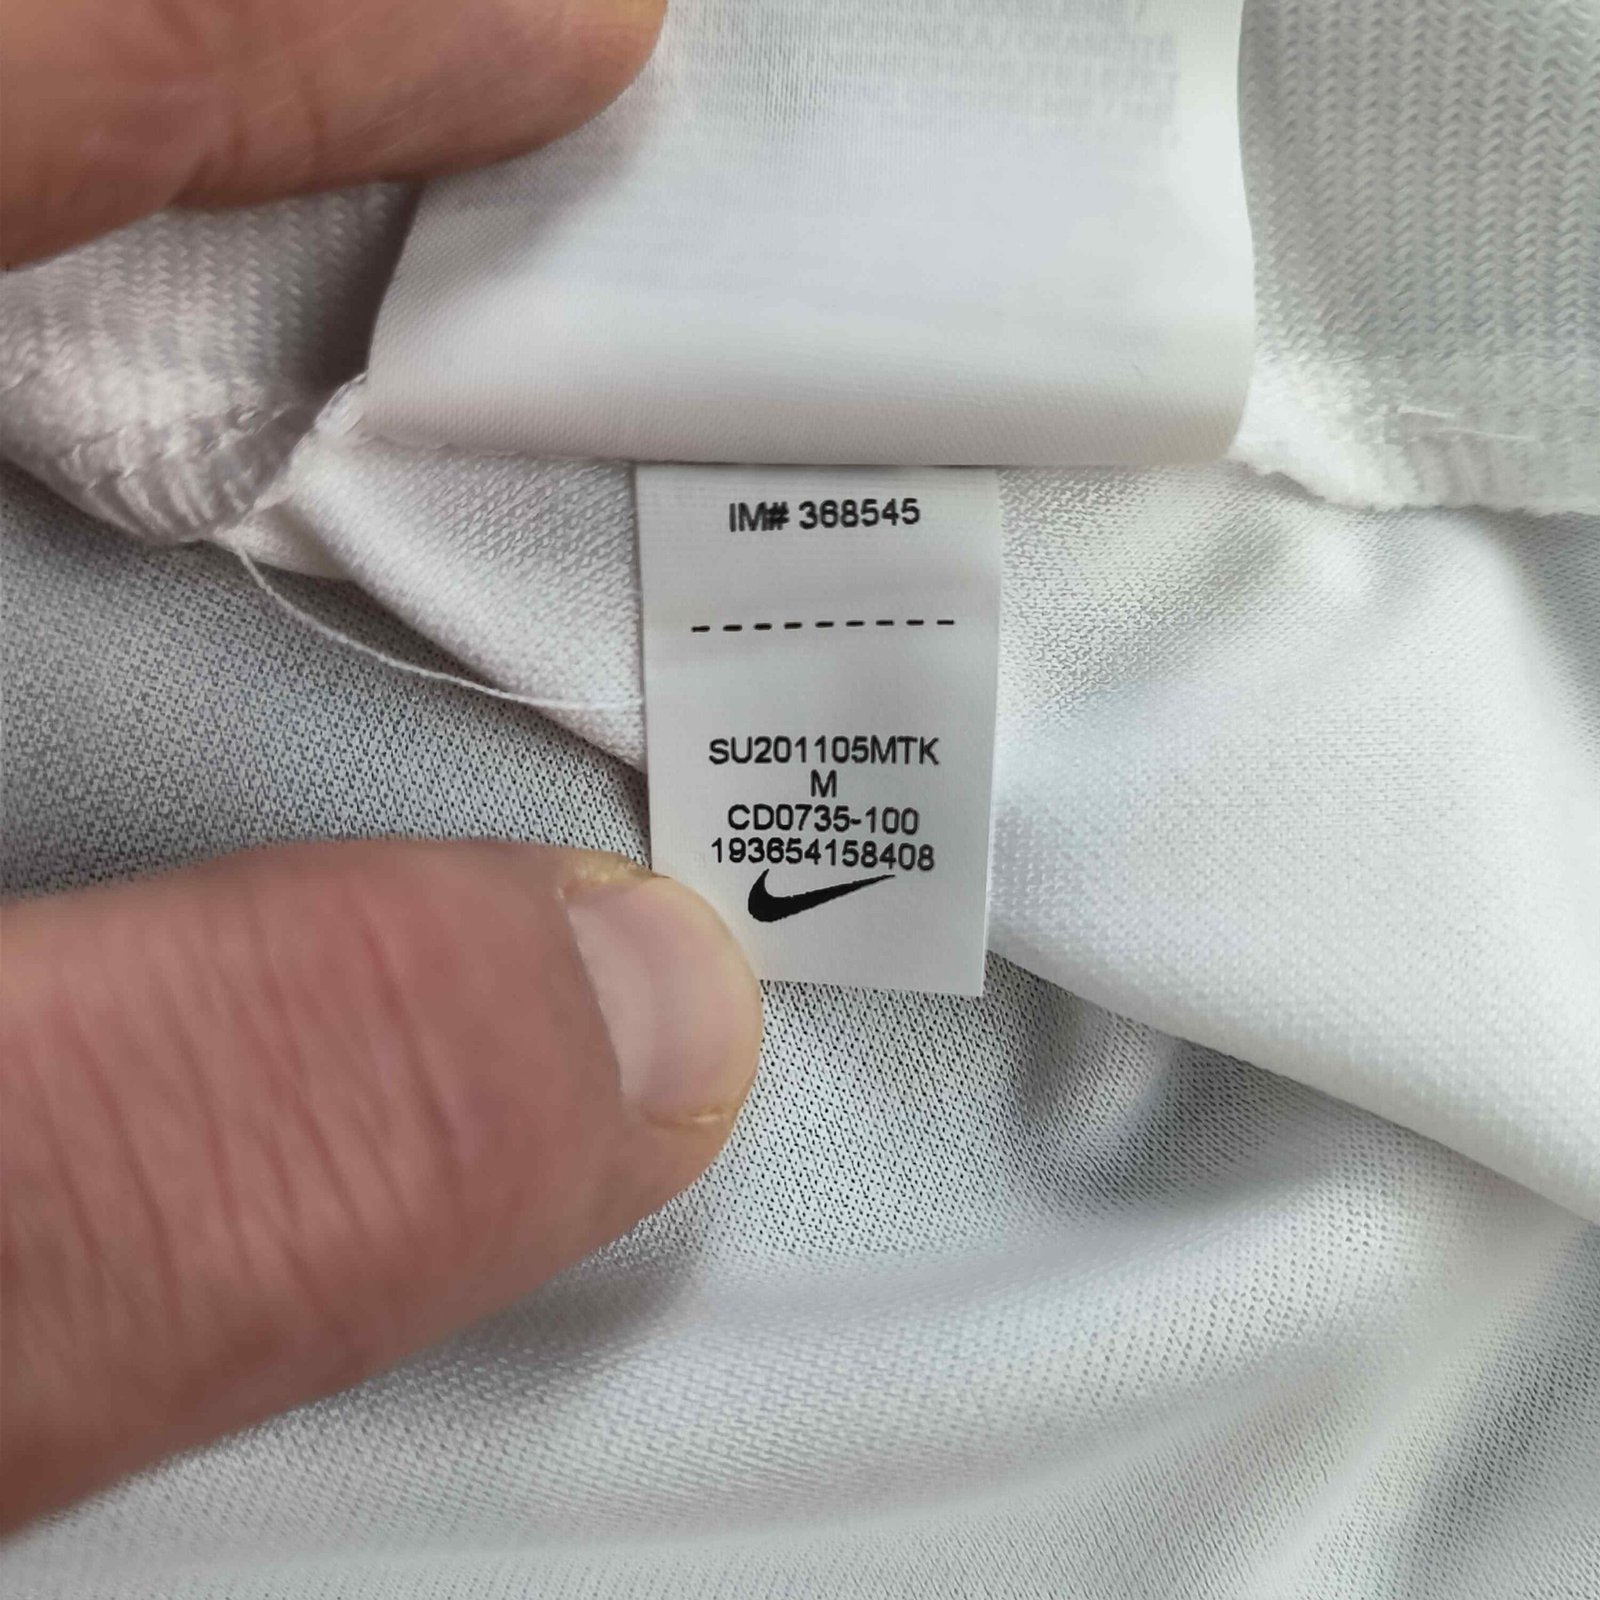 IM# 368545
---------
SU201105MTK
M
CD0735-100
193654158408